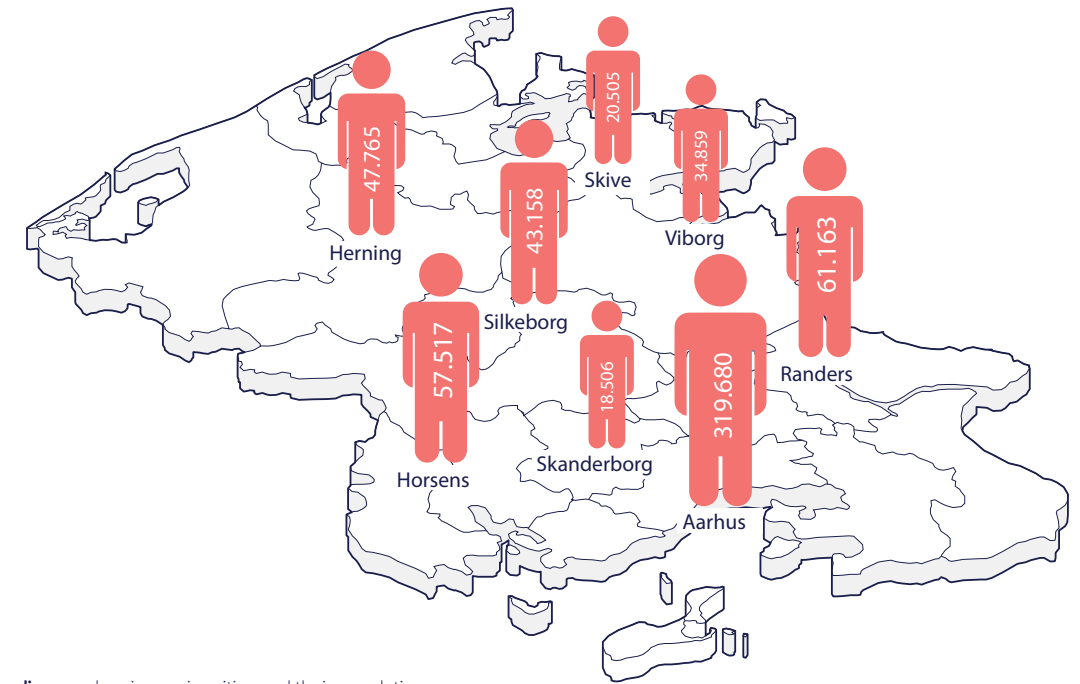 20.505
Skive
34.859
Viborg
47.765
Herning
43.158
Silkeborg
61.163
Randers
57.517
Horsens
18.506
Skanderborg
319.680
Aarhus